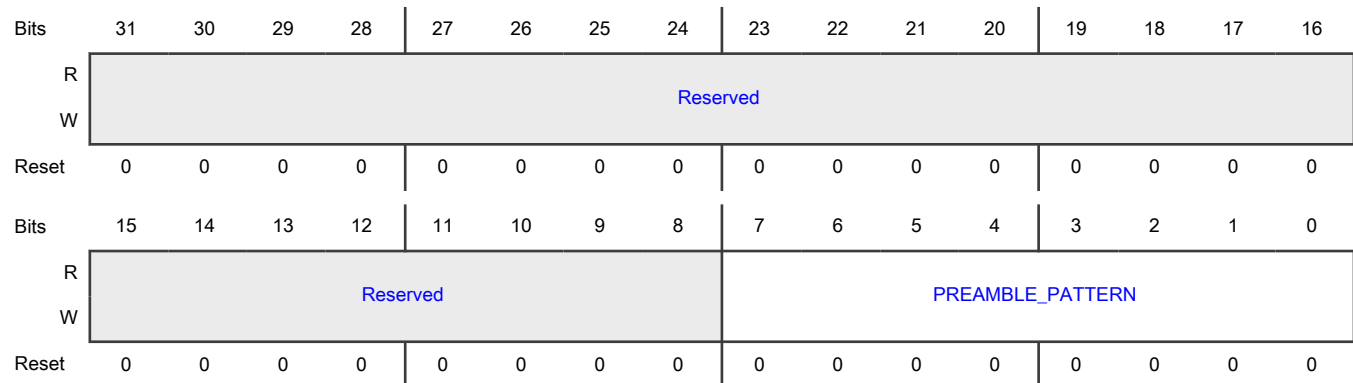 Bits 31 30 29 28 27 26 25 24 23 22 21 20 19 18 17 16
R
Reserved
W
Reset 0 0 0 0 0 0 0 0 0 0 0 0 0 0 0 0
Bits 15 14 13 12 11 10 9 8 7 6 5 4 3 2 1 0
R
Reserved PREAMBLE_PATTERN
W
Reset 0 0 0 0 0 0 0 0 0 0 0 0 0 0 0 0